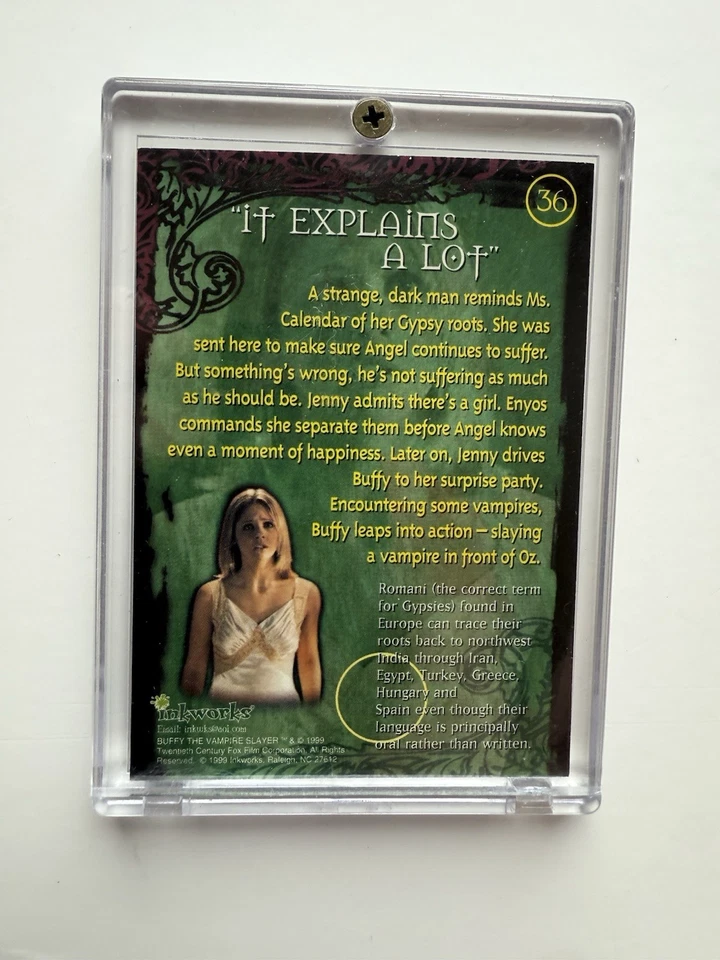 36
"IT EXPLAINS
A LOT"
A strange, dark man reminds Ms.
Calendar of her Gypsy roots. She was
sent here to make sure Angel continues to suffer.
But something's wrong, he's not suffering as much
as he should be. Jenny admits there's a girl. Enyos
commands she separate them before Angel knows
even a moment of happiness. Later on, Jenny drives
Buffy to her surprise party.
Encountering some vampires,
Buffy leaps into action – slaying
a vampire in front of Oz.
Romani (the correct term
for Gypsies) found in
Europe can trace their
roots back to northwest
India through Iran,
Egypt, Turkey, Greece,
Hungary and
Spain even though their
language is principally
oral rather than written.
inkworks
Email: inkwks@aol.com
BUFFY THE VAMPIRE SLAYER ™ & © 1999
Twentieth Century Fox Film Corporation. All Rights
Reserved. © 1999 Inkworks, Raleigh, NC 27612